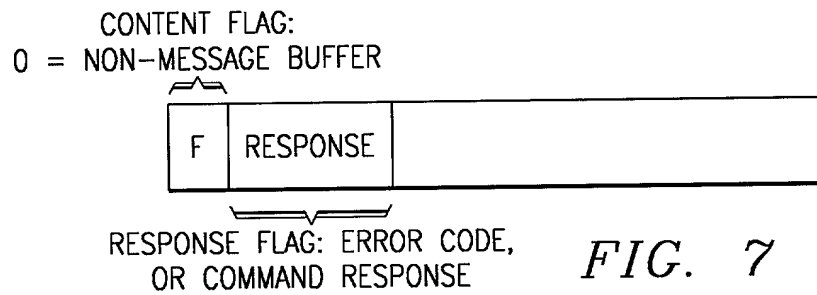 CONTENT FLAG:
0 = NON-MESSAGE BUFFER
F RESPONSE
RESPONSE FLAG: ERROR CODE,
OR COMMAND RESPONSE
FIG. 7